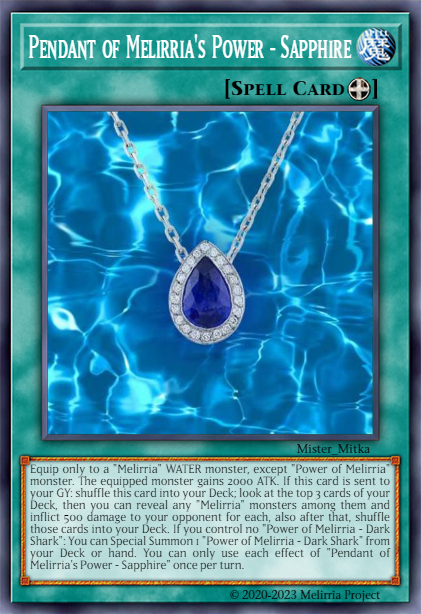 Pendant of Melirria's Power - Sapphire
魔
[Spell Card]
Mister_Mitka
Equip only to a "Melirria" WATER monster, except "Power of Melirria"
monster. The equipped monster gains 2000 ATK. If this card is sent to
your GY: shuffle this card into your Deck; look at the top 3 cards of your
Deck, then you can reveal any "Melirria" monsters among them and
inflict 500 damage to your opponent for each, also after that, shuffle
those cards into your Deck. If you control no "Power of Melirria - Dark
Shark": You can Special Summon 1 "Power of Melirria - Dark Shark" from
your Deck or hand. You can only use each effect of "Pendant of
Melirria's Power - Sapphire" once per turn.
© 2020-2023 Melirria Project